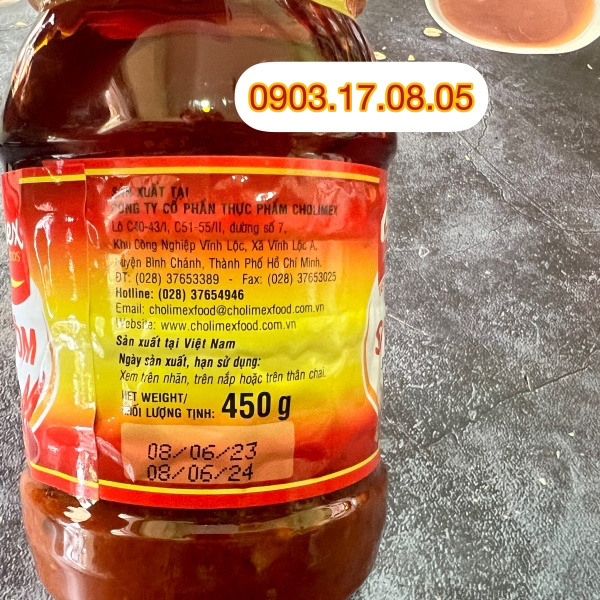 0903.17.08.05
SẢN XUẤT TẠI
CÔNG TY CỔ PHẦN THỰC PHẨM CHOLIMEX
Lô C40-43/I, C51-55/II, đường số 7,
Khu Công Nghiệp Vĩnh Lộc, Xã Vĩnh Lộc A,
Huyện Bình Chánh, Thành Phố Hồ Chí Minh.
ĐT: (028) 37653389 - Fax: (028) 37653025
Hotline: (028) 37654946
Email: cholimexfood@cholimexfood.com.vn
Website: www.cholimexfood.com.vn
Sản xuất tại Việt Nam
Ngày sản xuất, hạn sử dụng:
Xem trên nhãn, trên nắp hoặc trên thân chai.
NET WEIGHT/
KHỐI LƯỢNG TỊNH: 450 g
08/06/23
08/06/24